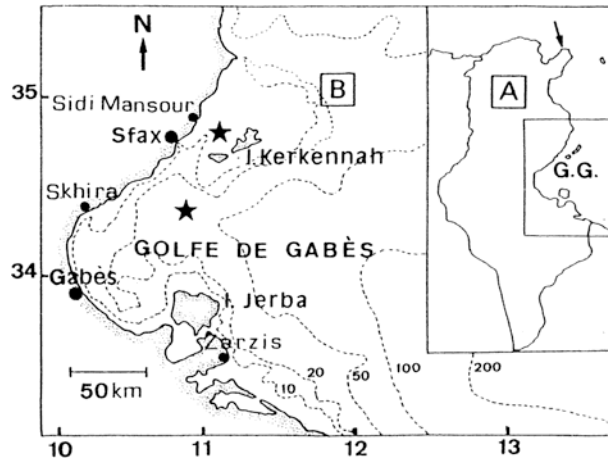 N
35
B
A
Sidi Mansour
Sfax
I. Kerkennah
G.G.
Skhira
GOLFE DE GABÈS
34
Gabès
I. Jerba
Zarzis
50 km
10
20
50
100
200
10
11
12
13